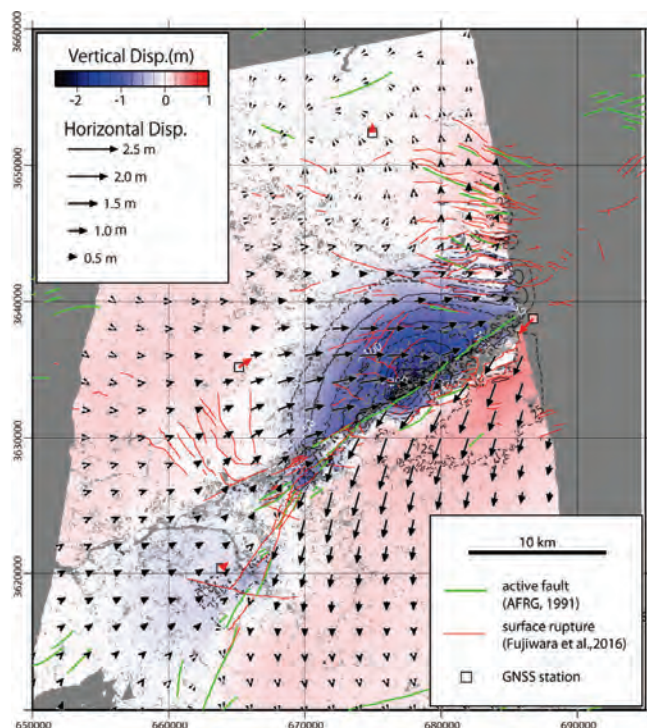 3660000
3650000
3640000
3630000
3620000
Vertical Disp.(m)
-2 -1 0 1
Horizontal Disp.
2.5 m
2.0 m
1.5 m
1.0 m
0.5 m
10 km
active fault
(AFRG, 1991)
surface rupture
(Fujiwara et al.,2016)
GNSS station
650000 660000 670000 680000 690000